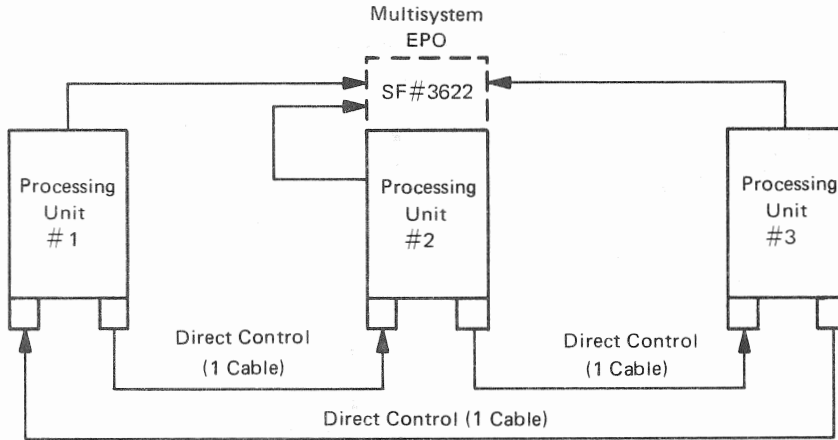 Multisystem
EPO
SF#3622
Processing
Unit
#1
Processing
Unit
#2
Processing
Unit
#3
Direct Control
(1 Cable)
Direct Control
(1 Cable)
Direct Control (1 Cable)